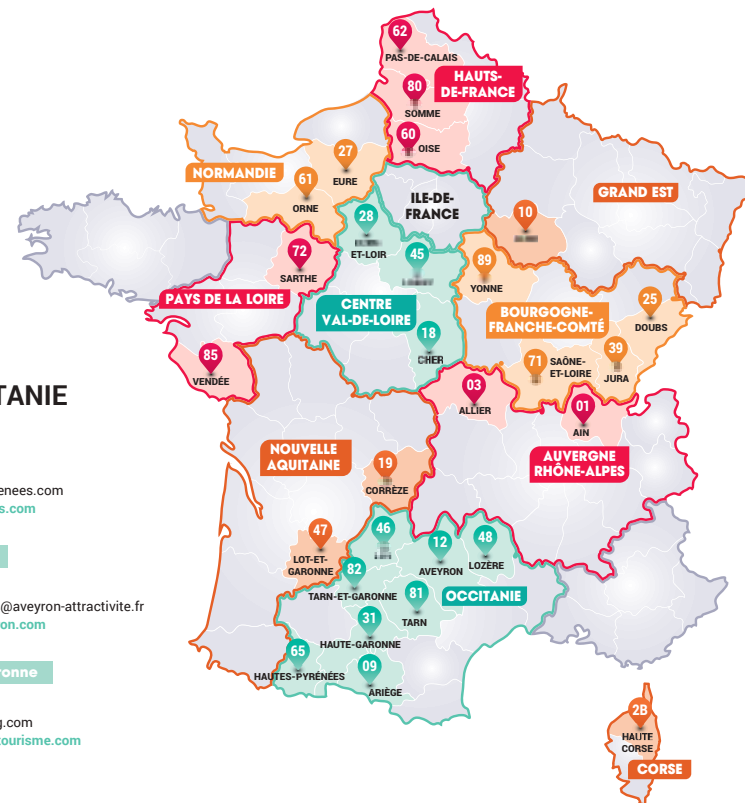 62
PAS-DE-CALAIS
HAUTS-
DE-FRANCE
80
SOMME
60
OISE
NORMANDIE
27
EURE
61
ORNE
ILE-DE-
FRANCE
GRAND EST
10
28
ET-LOIR
45
72
SARTHE
89
YONNE
PAYS DE LA LOIRE
CENTRE
VAL-DE-LOIRE
BOURGOGNE-
FRANCHE-COMTÉ
25
DOUBS
18
CHER
71
SAÔNE-
ET-LOIRE
39
JURA
85
VENDÉE
03
ALLIER
01
AIN
TANIE
NOUVELLE
AQUITAINE
AUVERGNE
RHÔNE-ALPES
19
CORRÈZE
enees.com
s.com
47
LOT-ET-
GARONNE
46
12
AVEYRON
48
LOZÈRE
82
TARN-ET-GARONNE
81
TARN
OCCITANIE
@aveyron-attractivite.fr
on.com
31
HAUTE-GARONNE
65
HAUTES-PYRÉNÉES
09
ARIÈGE
ronne
g.com
tourisme.com
2B
HAUTE
CORSE
CORSE